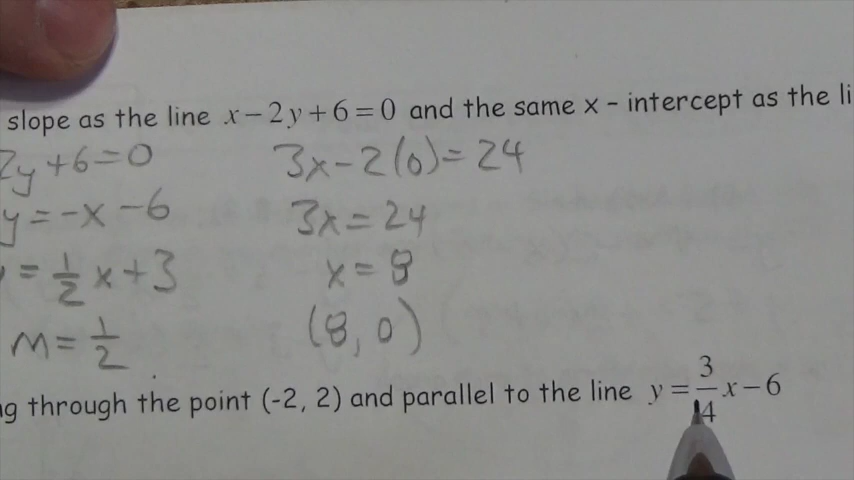 slope as the line x − 2y + 6 = 0 and the same x - intercept as the li
2y + 6 = 0 3x − 2(0) = 24
y = −x − 6 3x = 24
= 1/2 x + 3 x = 8
m = 1/2 (8, 0)
through the point (-2, 2) and parallel to the line y = 3/4 x − 6